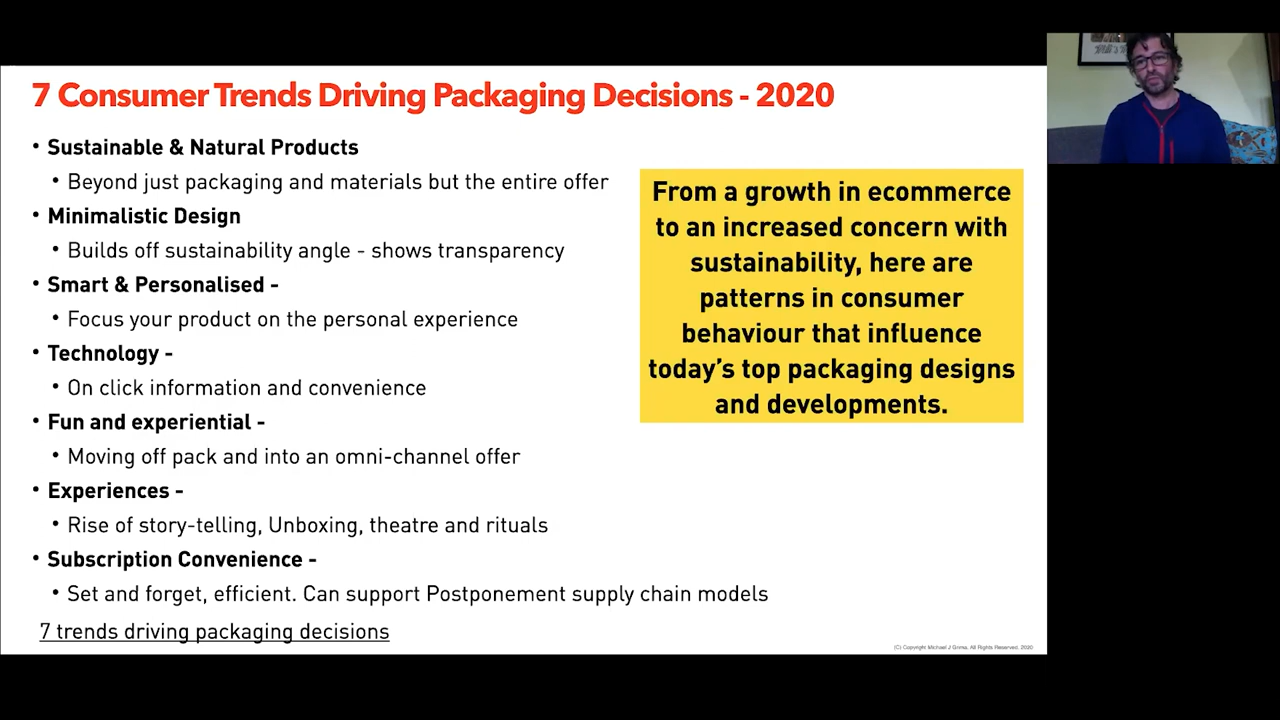 7 Consumer Trends Driving Packaging Decisions - 2020
• Sustainable & Natural Products
• Beyond just packaging and materials but the entire offer
• Minimalistic Design
• Builds off sustainability angle - shows transparency
• Smart & Personalised -
• Focus your product on the personal experience
• Technology -
• On click information and convenience
• Fun and experiential -
• Moving off pack and into an omni-channel offer
• Experiences -
• Rise of story-telling, Unboxing, theatre and rituals
• Subscription Convenience -
• Set and forget, efficient. Can support Postponement supply chain models
7 trends driving packaging decisions
From a growth in ecommerce
to an increased concern with
sustainability, here are
patterns in consumer
behaviour that influence
today's top packaging designs
and developments.
(C) Copyright Michael J Grima. All Rights Reserved, 2020